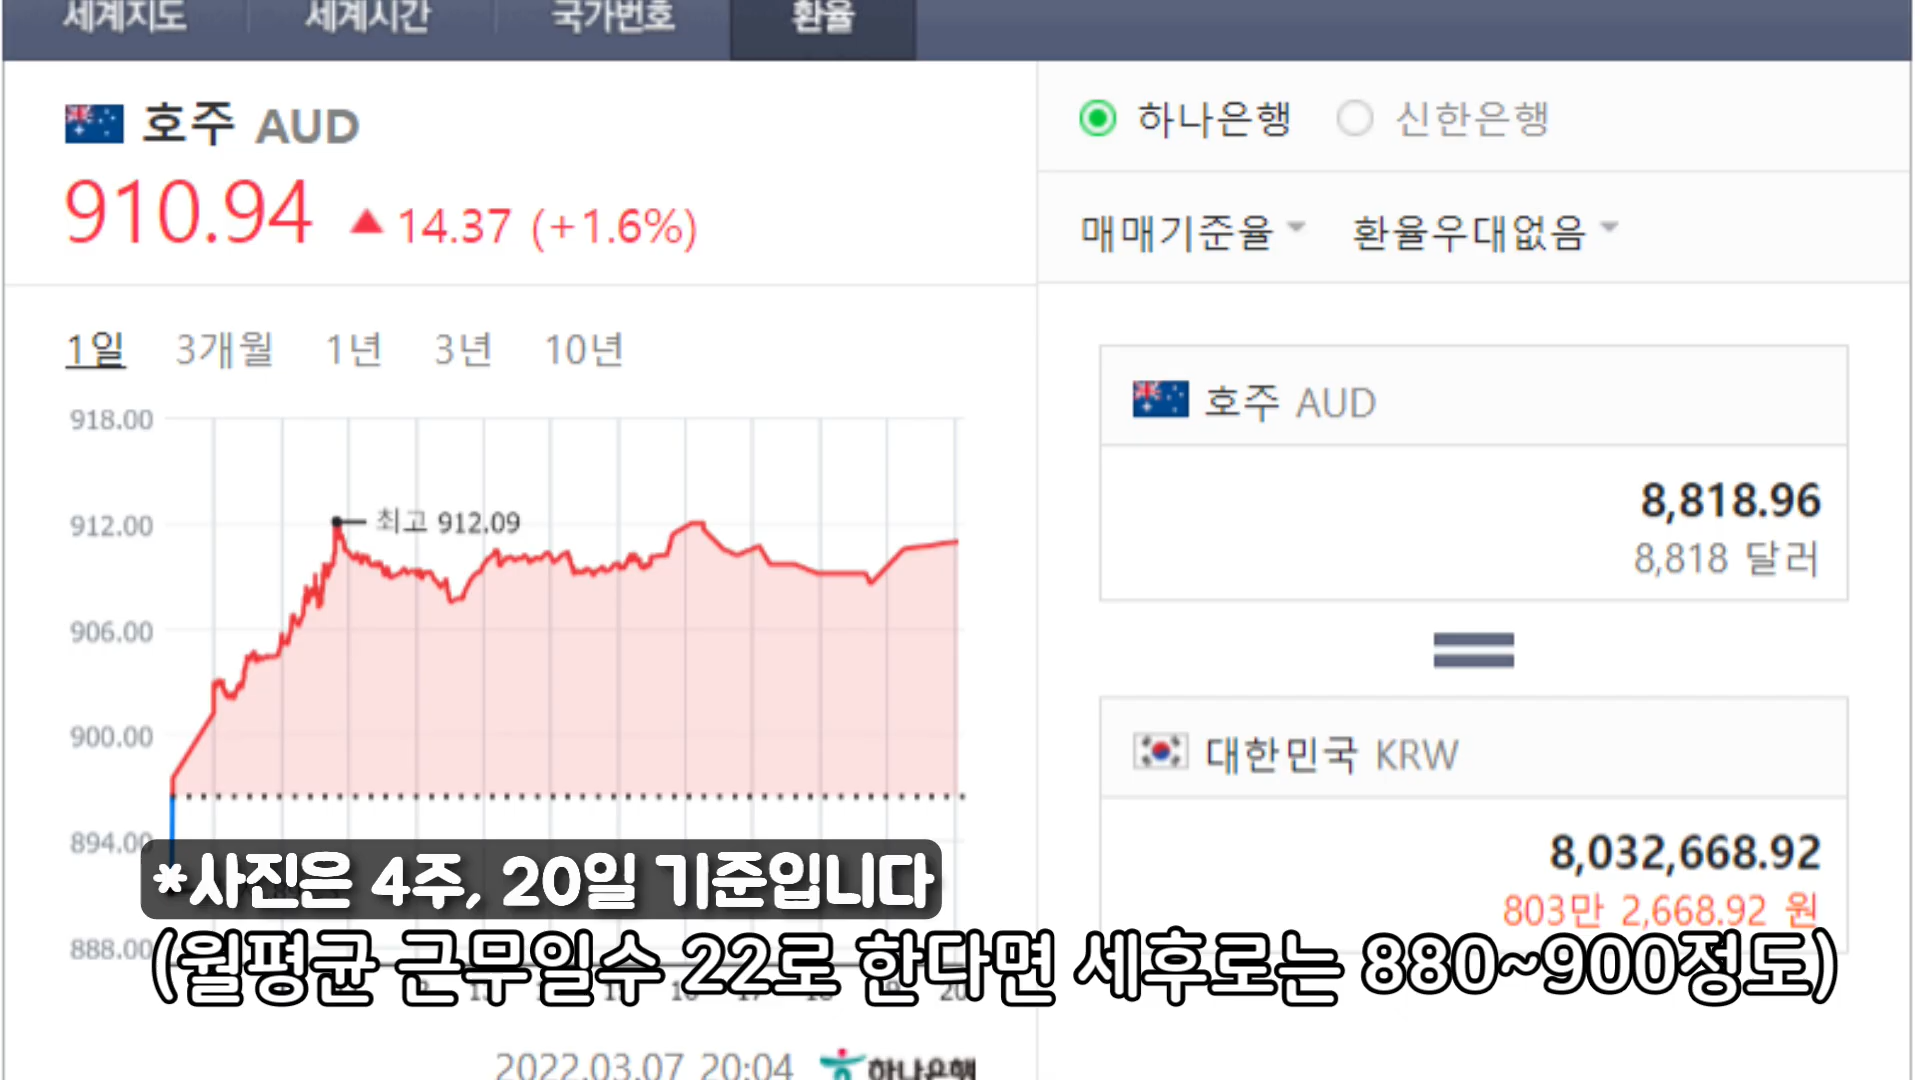 세계지도 세계시간 국가번호 환율
호주 AUD
910.94 ▲ 14.37 (+1.6%)
하나은행 신한은행
매매기준율 환율우대없음
1일 3개월 1년 3년 10년
918.00
912.00
906.00
900.00
894.00
888.00
최고 912.09
호주 AUD
8,818.96
8,818 달러
대한민국 KRW
8,032,668.92
803만 2,668.92 원
*사진은 4주, 20일 기준입니다
(월평균 근무일수 22로 한다면 세후로는 880~900정도)
2022.03.07 20:04 하나은행